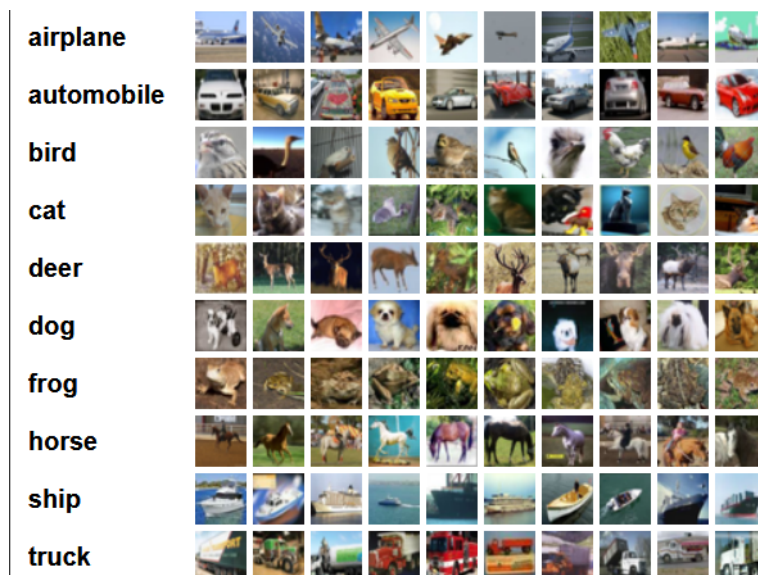 airplane
automobile
bird
cat
deer
dog
frog
horse
ship
truck